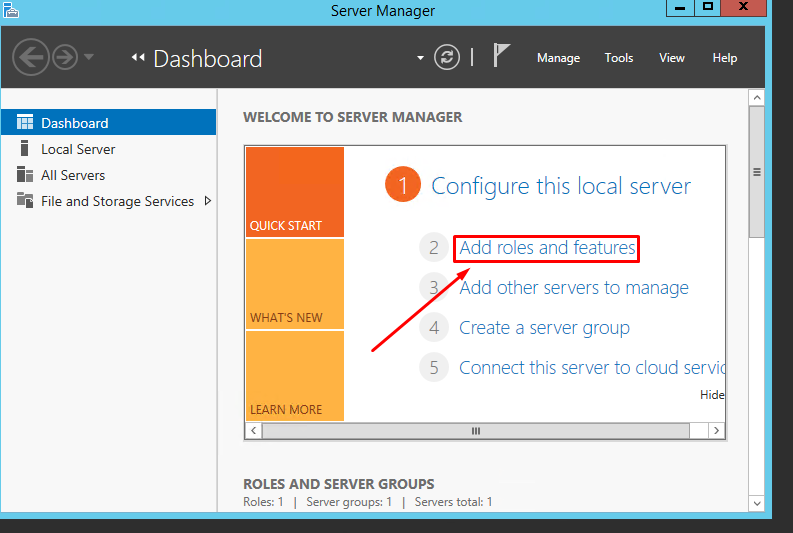 Server Manager
Dashboard
Manage Tools View Help
Dashboard
Local Server
All Servers
File and Storage Services
WELCOME TO SERVER MANAGER
QUICK START
WHAT'S NEW
LEARN MORE
1 Configure this local server
2 Add roles and features
3 Add other servers to manage
4 Create a server group
5 Connect this server to cloud servic
Hide
ROLES AND SERVER GROUPS
Roles: 1 | Server groups: 1 | Servers total: 1